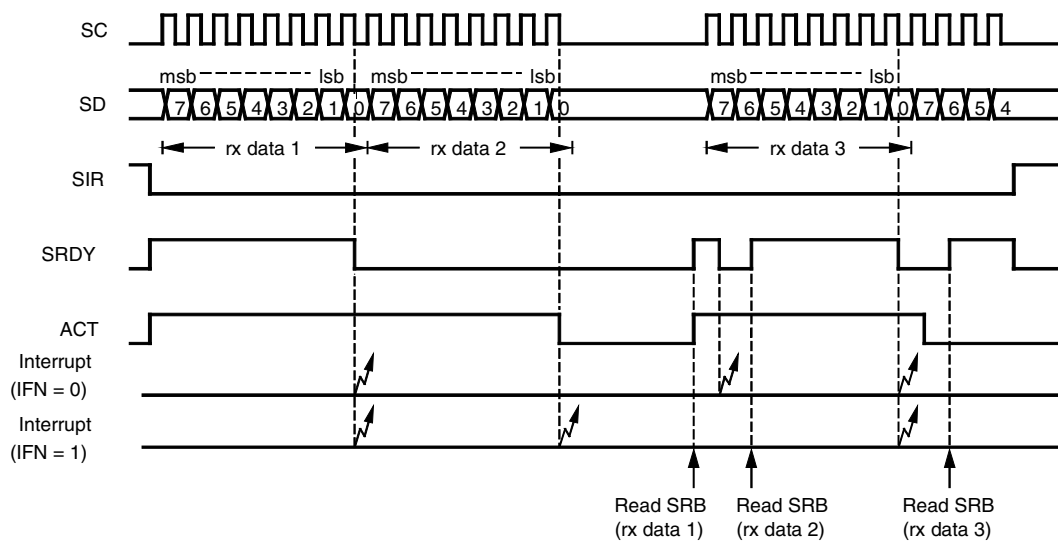 SC
msb lsb msb lsb msb lsb
SD
7 6 5 4 3 2 1 0 7 6 5 4 3 2 1 0 7 6 5 4 3 2 1 0 7 6 5 4
rx data 1 rx data 2 rx data 3
SIR
SRDY
ACT
Interrupt
(IFN = 0)
Interrupt
(IFN = 1)
Read SRB
(rx data 1)
Read SRB
(rx data 2)
Read SRB
(rx data 3)